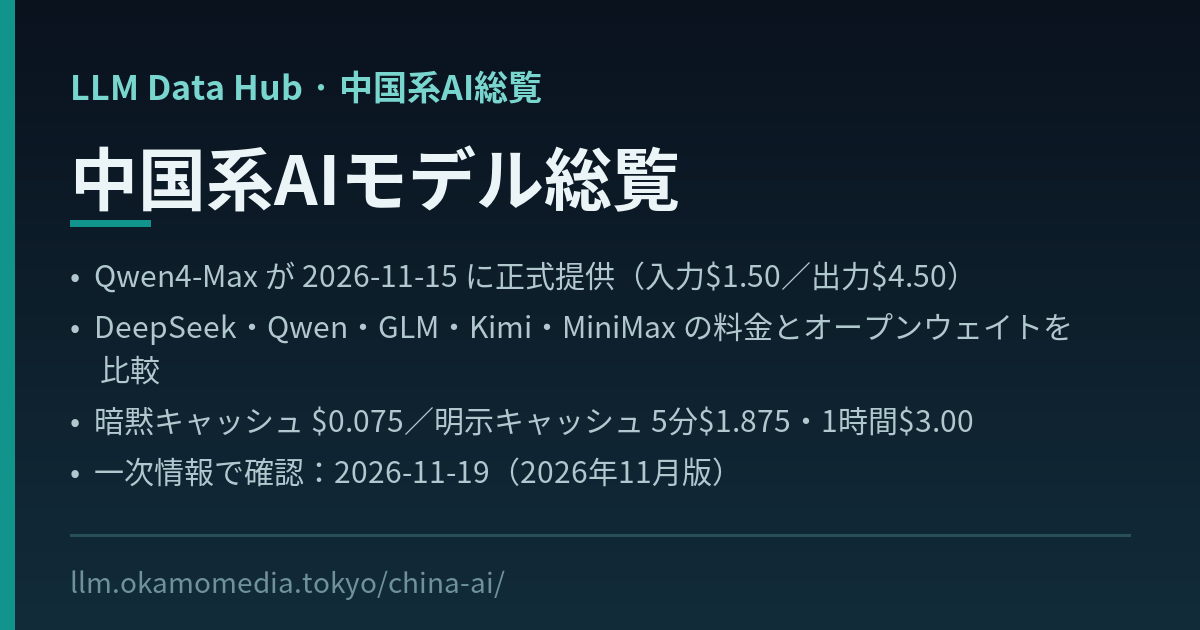 LLM Data Hub · 中国系AI総覧
中国系AIモデル総覧
• Qwen4-Max が 2026-11-15 に正式提供（入力$1.50／出力$4.50）
• DeepSeek・Qwen・GLM・Kimi・MiniMax の料金とオープンウェイトを
比較
• 暗黙キャッシュ $0.075／明示キャッシュ 5分$1.875・1時間$3.00
• 一次情報で確認：2026-11-19（2026年11月版）
llm.okamomedia.tokyo/china-ai/